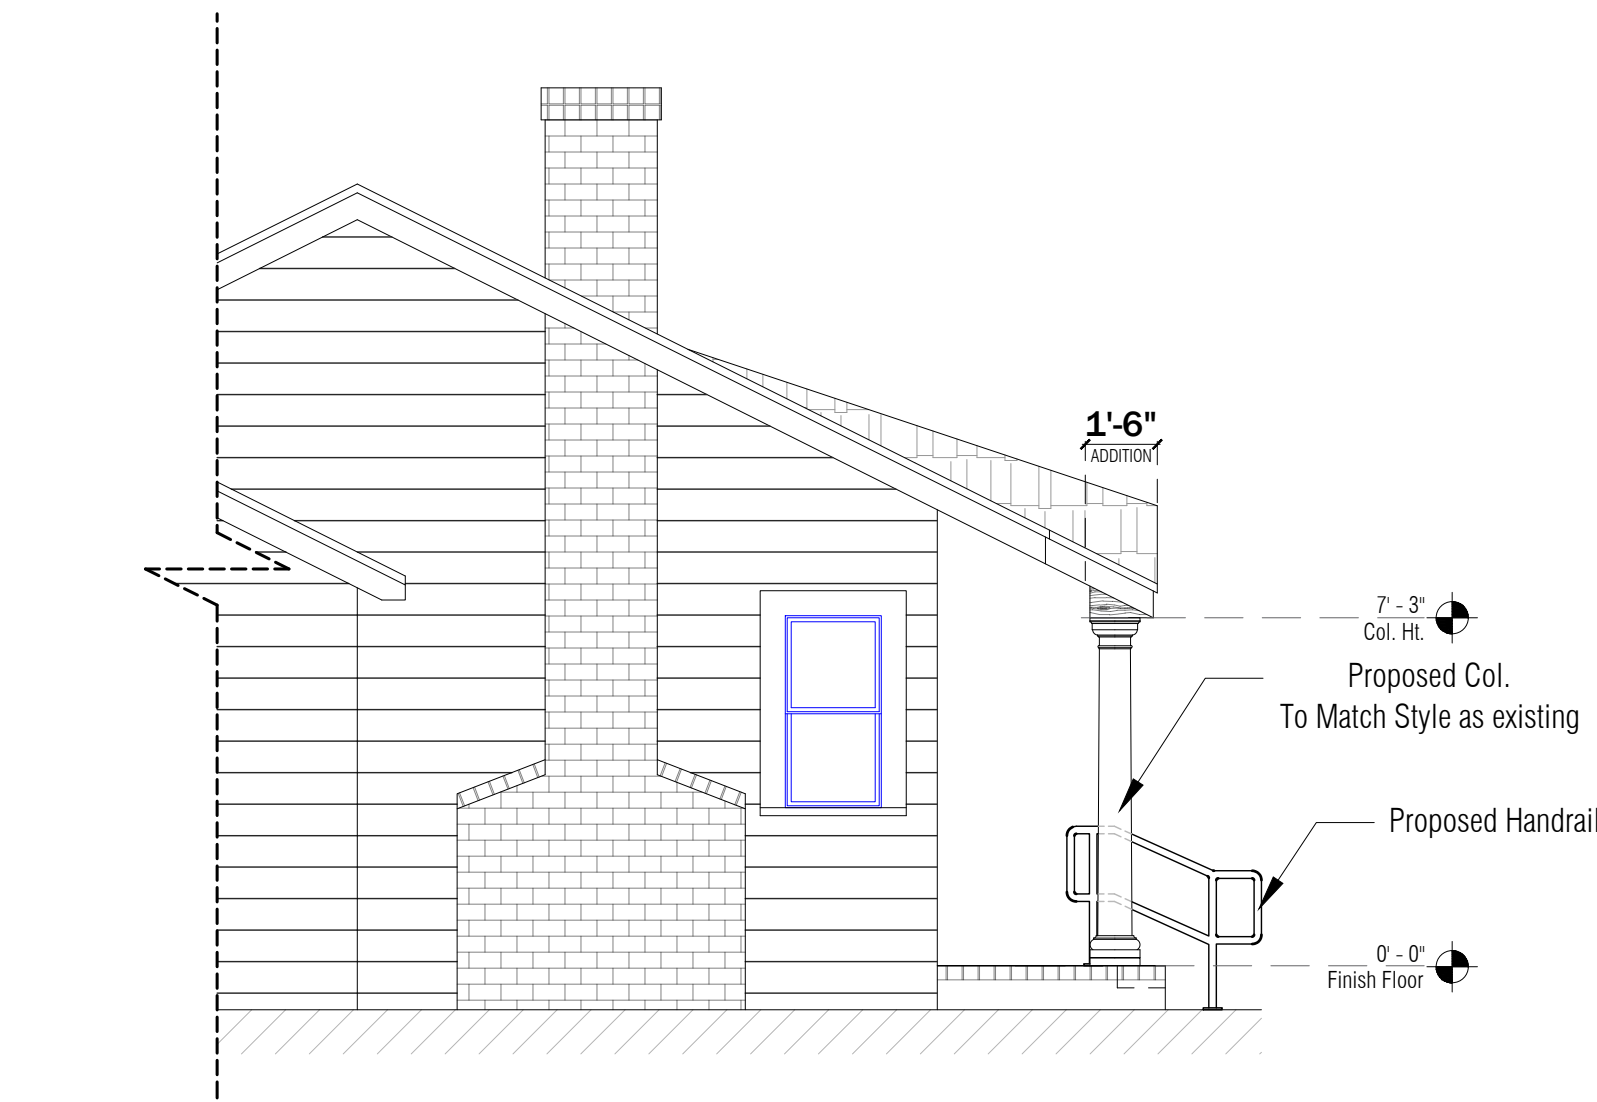 1'-6"
ADDITION
7' - 3"
Col. Ht.
Proposed Col.
To Match Style as existing
Proposed Handrail
0' - 0"
Finish Floor